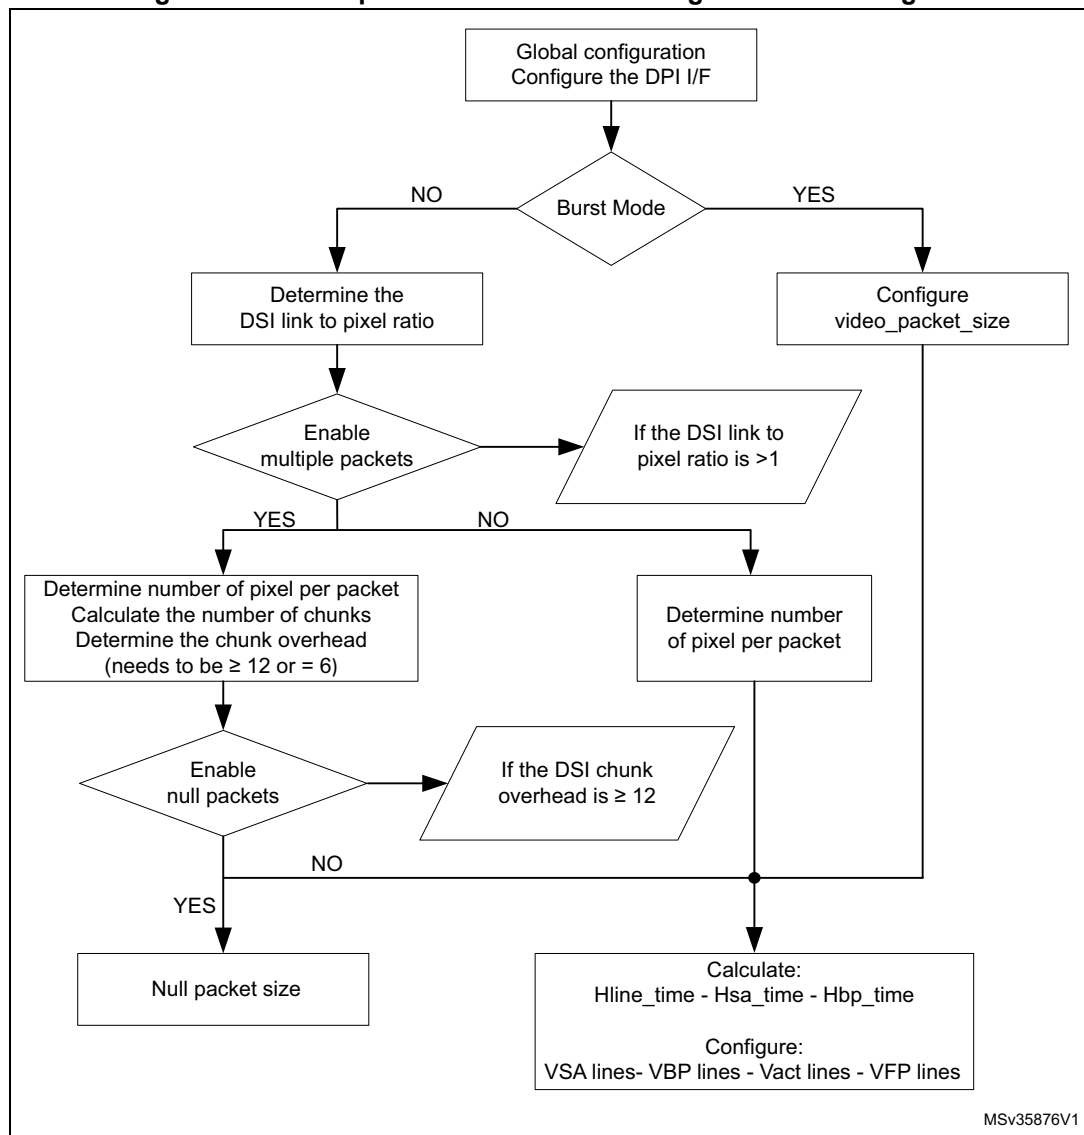 Global configuration
Configure the DPI I/F
NO
Burst Mode
YES
Determine the
DSI link to pixel ratio
Configure
video_packet_size
Enable
multiple packets
If the DSI link to
pixel ratio is >1
YES
NO
Determine number of pixel per packet
Calculate the number of chunks
Determine the chunk overhead
(needs to be ≥ 12 or = 6)
Determine number
of pixel per packet
Enable
null packets
If the DSI chunk
overhead is ≥ 12
NO
YES
Null packet size
Calculate:
Hline_time - Hsa_time - Hbp_time
Configure:
VSA lines- VBP lines - Vact lines - VFP lines
MSv35876V1